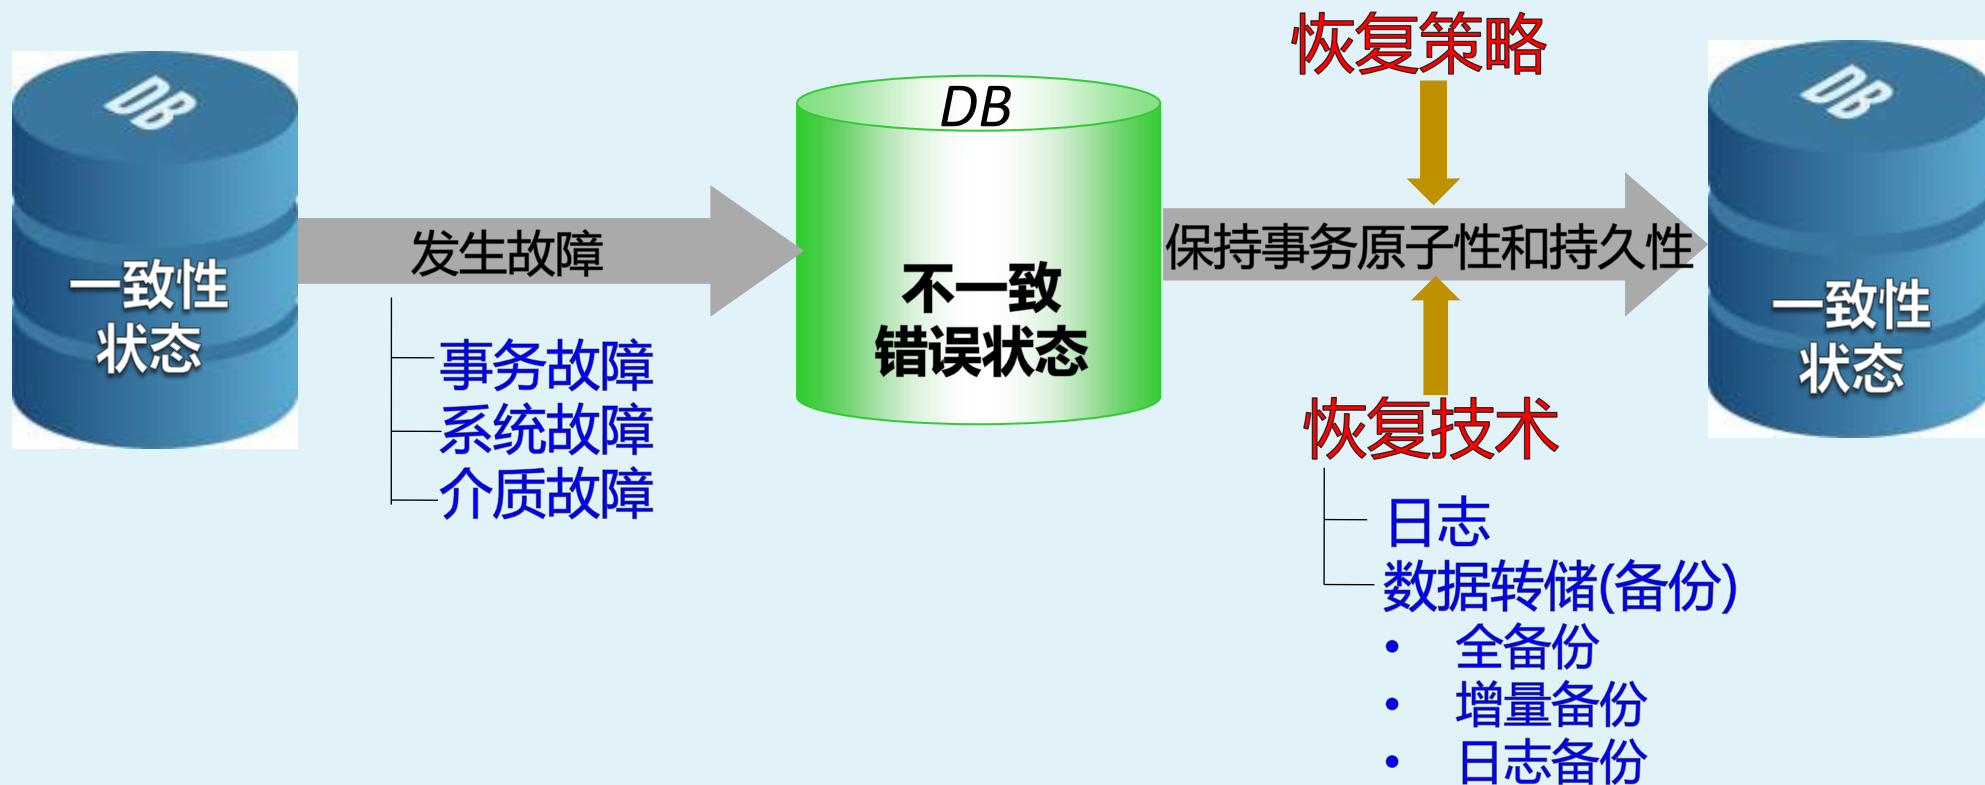 DB
一致性
状态
发生故障
事务故障
系统故障
介质故障
DB
不一致
错误状态
恢复策略
保持事务原子性和持久性
恢复技术
日志
数据转储(备份)
• 全备份
• 增量备份
• 日志备份
DB
一致性
状态